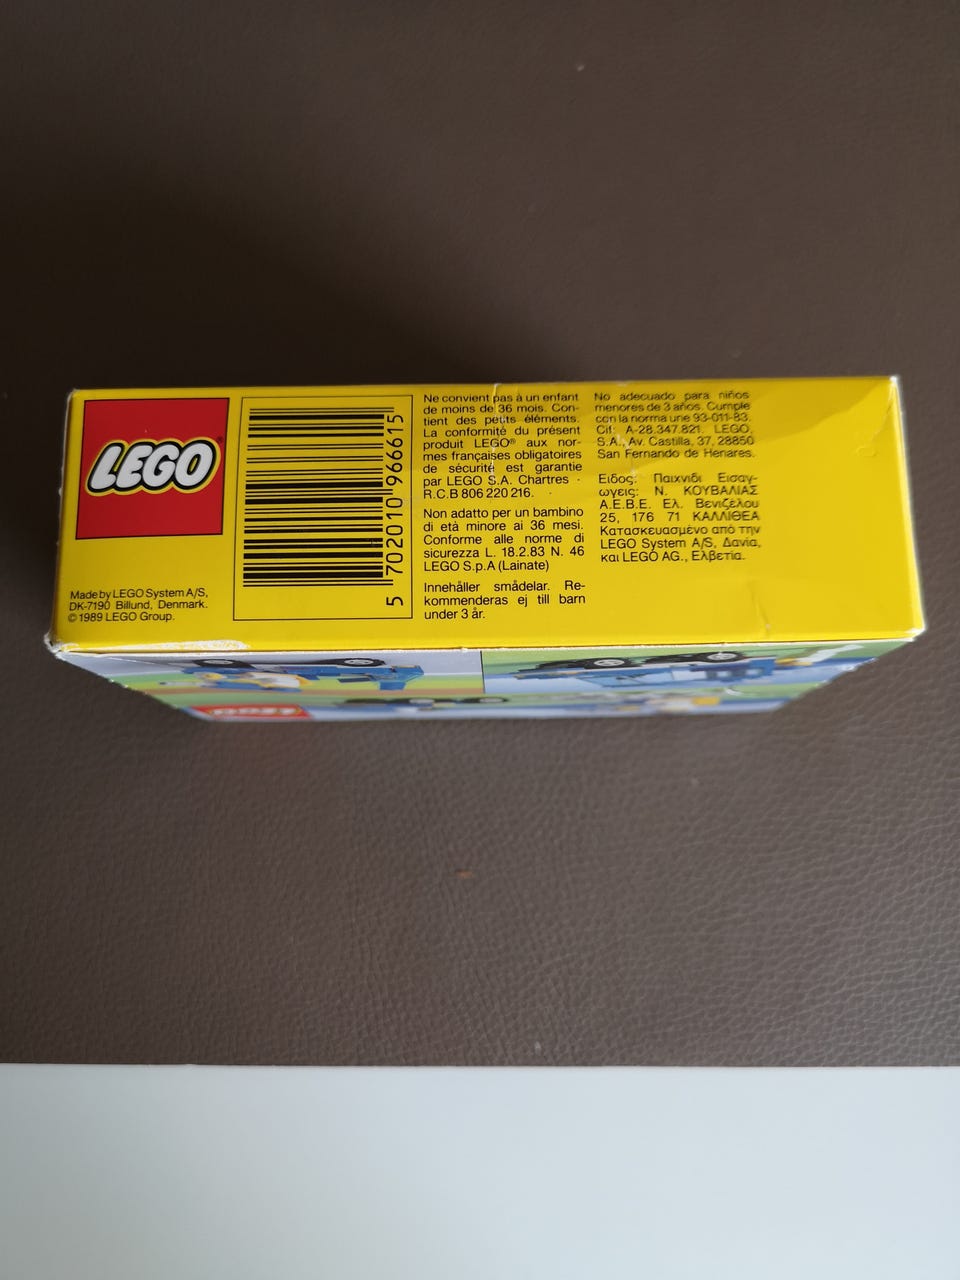 LEGO®
Made by LEGO System A/S,
DK-7190 Billund, Denmark.
© 1989 LEGO Group.
5 702010 966615
Ne convient pas à un enfant
de moins de 36 mois. Con-
tient des petits éléments.
La conformité du présent
produit LEGO® aux nor-
mes françaises obligatoires
de sécurité est garantie
par LEGO S.A. Chartres ·
R.C.B 806 220 216.
Non adatto per un bambino
di età minore ai 36 mesi.
Conforme alle norme di
sicurezza L. 18.2.83 N. 46
LEGO S.p.A (Lainate)
Innehåller smådelar. Re-
kommenderas ej till barn
under 3 år.
No adecuado para niños
menores de 3 años. Cumple
con la norma une 93-011-83.
Cif: A-28.347.821. LEGO,
S.A., Av. Castilla, 37, 28850
San Fernando de Henares.
Ειδος: Παιχνιδι Εισαγ-
ωγεις: Ν. ΚΟΥΒΑΛΙΑΣ
Α.Ε.Β.Ε. Ελ. Βενιζέλου
25, 176 71 ΚΑΛΛΙΘΕΑ
Κατασκευασμένο από την
LEGO System A/S, Δανία,
και LEGO AG., Ελβετία.
LEGO